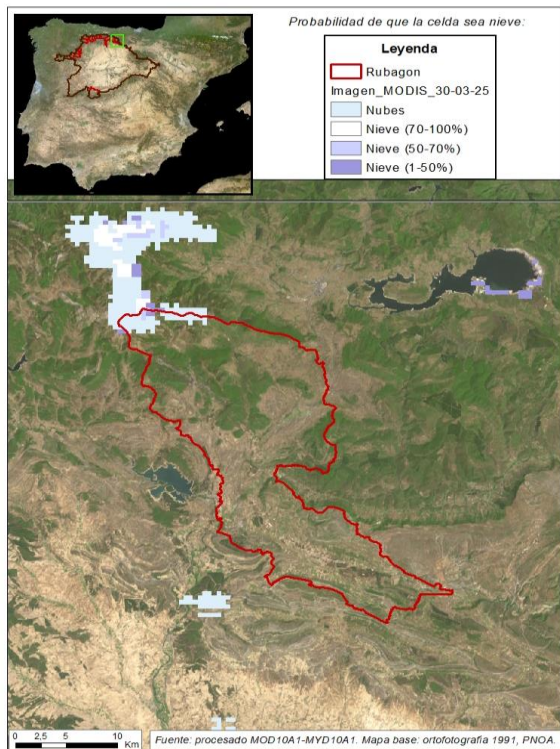 Probabilidad de que la celda sea nieve:
Leyenda
Rubagon
Imagen_MODIS_30-03-25
Nubes
Nieve (70-100%)
Nieve (50-70%)
Nieve (1-50%)
0 2.5 5 10
Km
Fuente: procesado MOD10A1-MYD10A1. Mapa base: ortofotografía 1991, PNOA.